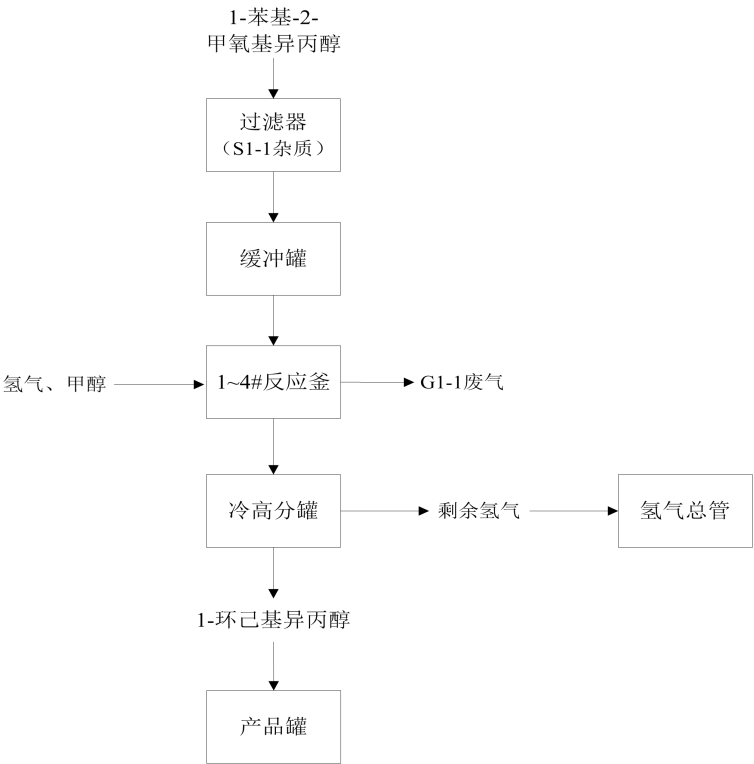 1-苯基-2-
甲氧基异丙醇
过滤器
（S1-1杂质）
缓冲罐
氢气、甲醇
1~4#反应釜
G1-1废气
冷高分罐
剩余氢气
氢气总管
1-环己基异丙醇
产品罐